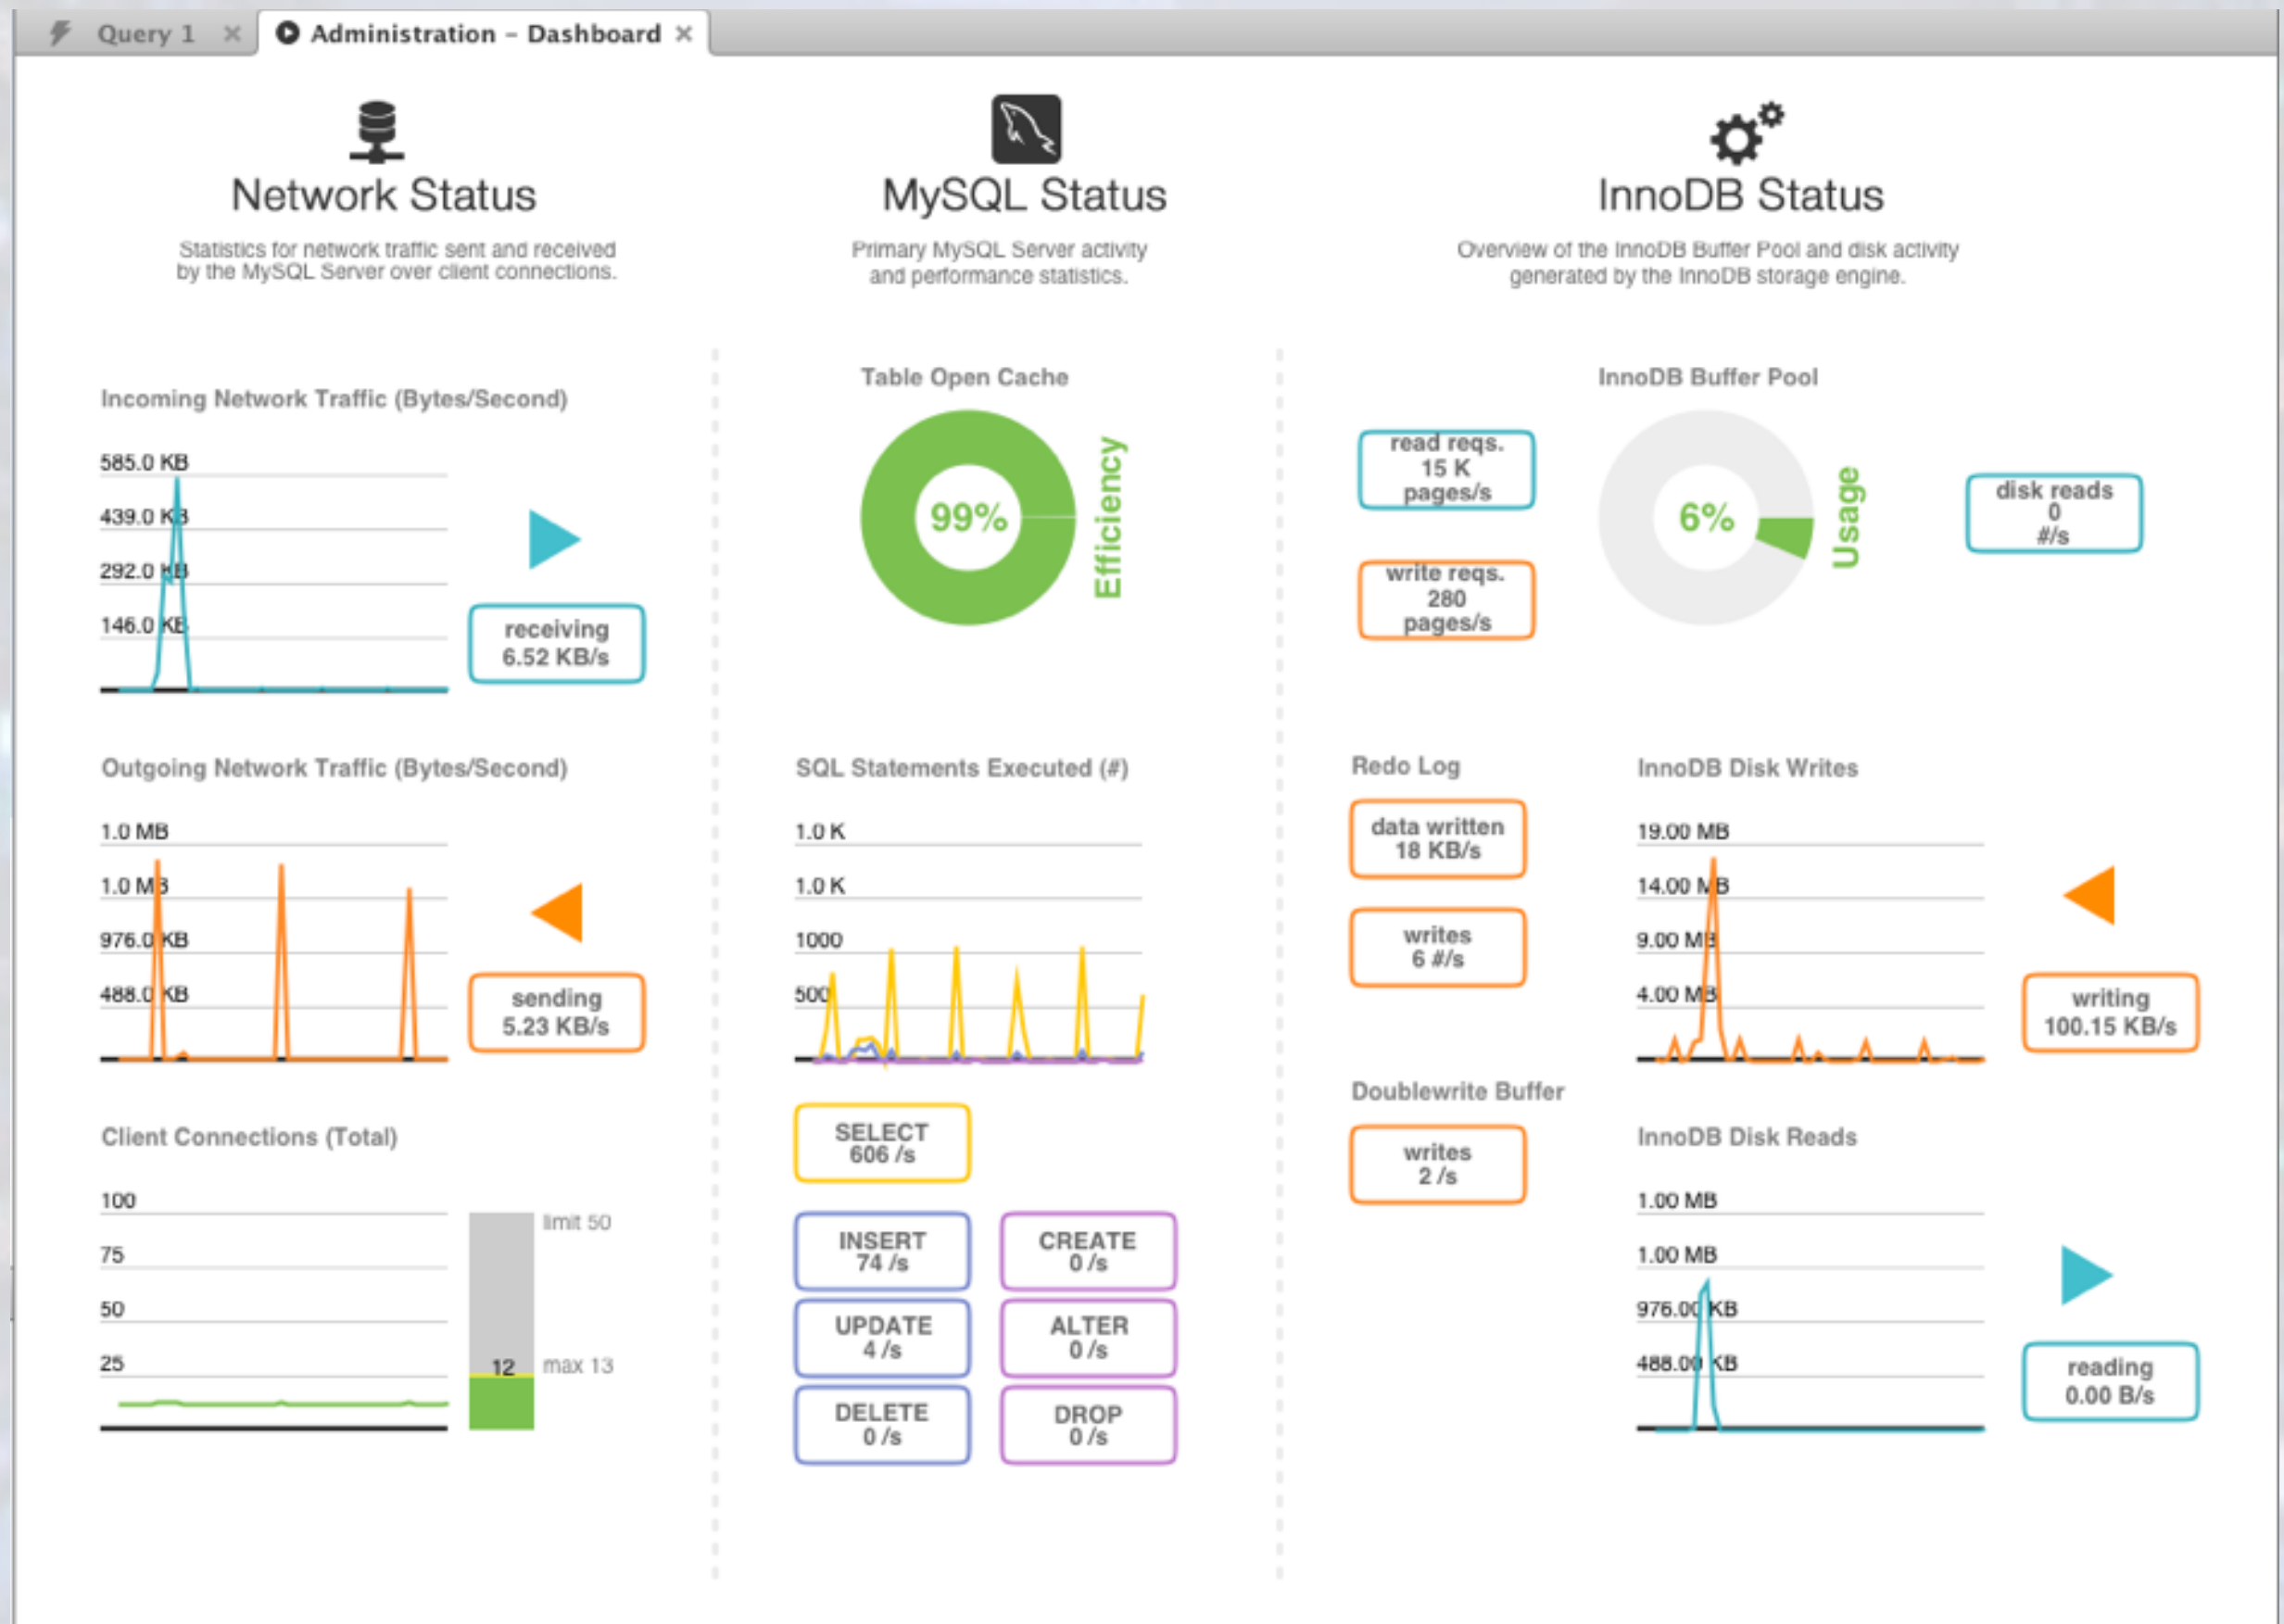 Query 1
Administration – Dashboard
Network Status
Statistics for network traffic sent and received
by the MySQL Server over client connections.
Incoming Network Traffic (Bytes/Second)
585.0 KB
439.0 KB
292.0 KB
146.0 KB
receiving
6.52 KB/s
Outgoing Network Traffic (Bytes/Second)
1.0 MB
1.0 MB
976.0 KB
488.0 KB
sending
5.23 KB/s
Client Connections (Total)
100
75
50
25
limit 50
12
max 13
MySQL Status
Primary MySQL Server activity
and performance statistics.
Table Open Cache
99%
Efficiency
SQL Statements Executed (#)
1.0 K
1.0 K
1000
500
SELECT
606 /s
INSERT
74 /s
CREATE
0 /s
UPDATE
4 /s
ALTER
0 /s
DELETE
0 /s
DROP
0 /s
InnoDB Status
Overview of the InnoDB Buffer Pool and disk activity
generated by the InnoDB storage engine.
InnoDB Buffer Pool
read reqs.
15 K
pages/s
write reqs.
280
pages/s
6%
Usage
disk reads
0
#/s
Redo Log
data written
18 KB/s
writes
6 #/s
Doublewrite Buffer
writes
2 /s
InnoDB Disk Writes
19.00 MB
14.00 MB
9.00 MB
4.00 MB
writing
100.15 KB/s
InnoDB Disk Reads
1.00 MB
1.00 MB
976.00 KB
488.00 KB
reading
0.00 B/s